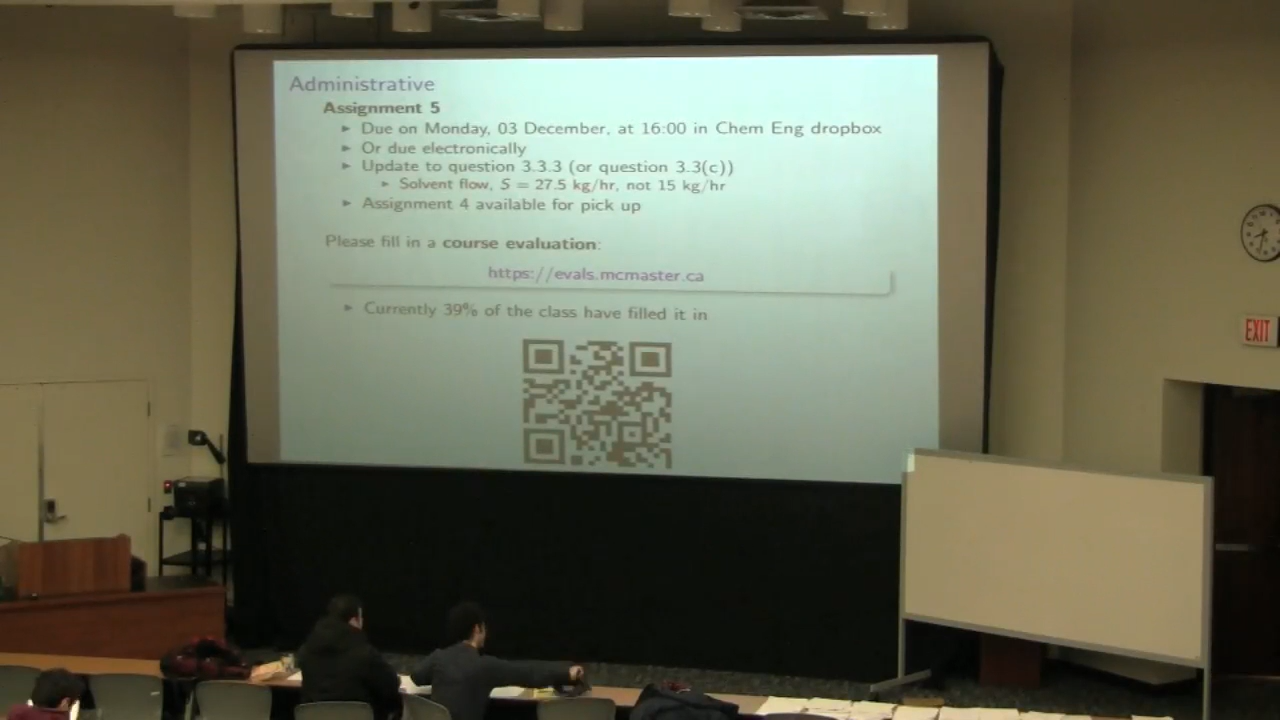 Administrative
Assignment 5
Due on Monday, 03 December, at 16:00 in Chem Eng dropbox
Or due electronically
Update to question 3.3.3 (or question 3.3(c))
Solvent flow, S = 27.5 kg/hr, not 15 kg/hr
Assignment 4 available for pick up
Please fill in a course evaluation:
https://evals.mcmaster.ca
Currently 39% of the class have filled it in
EXIT